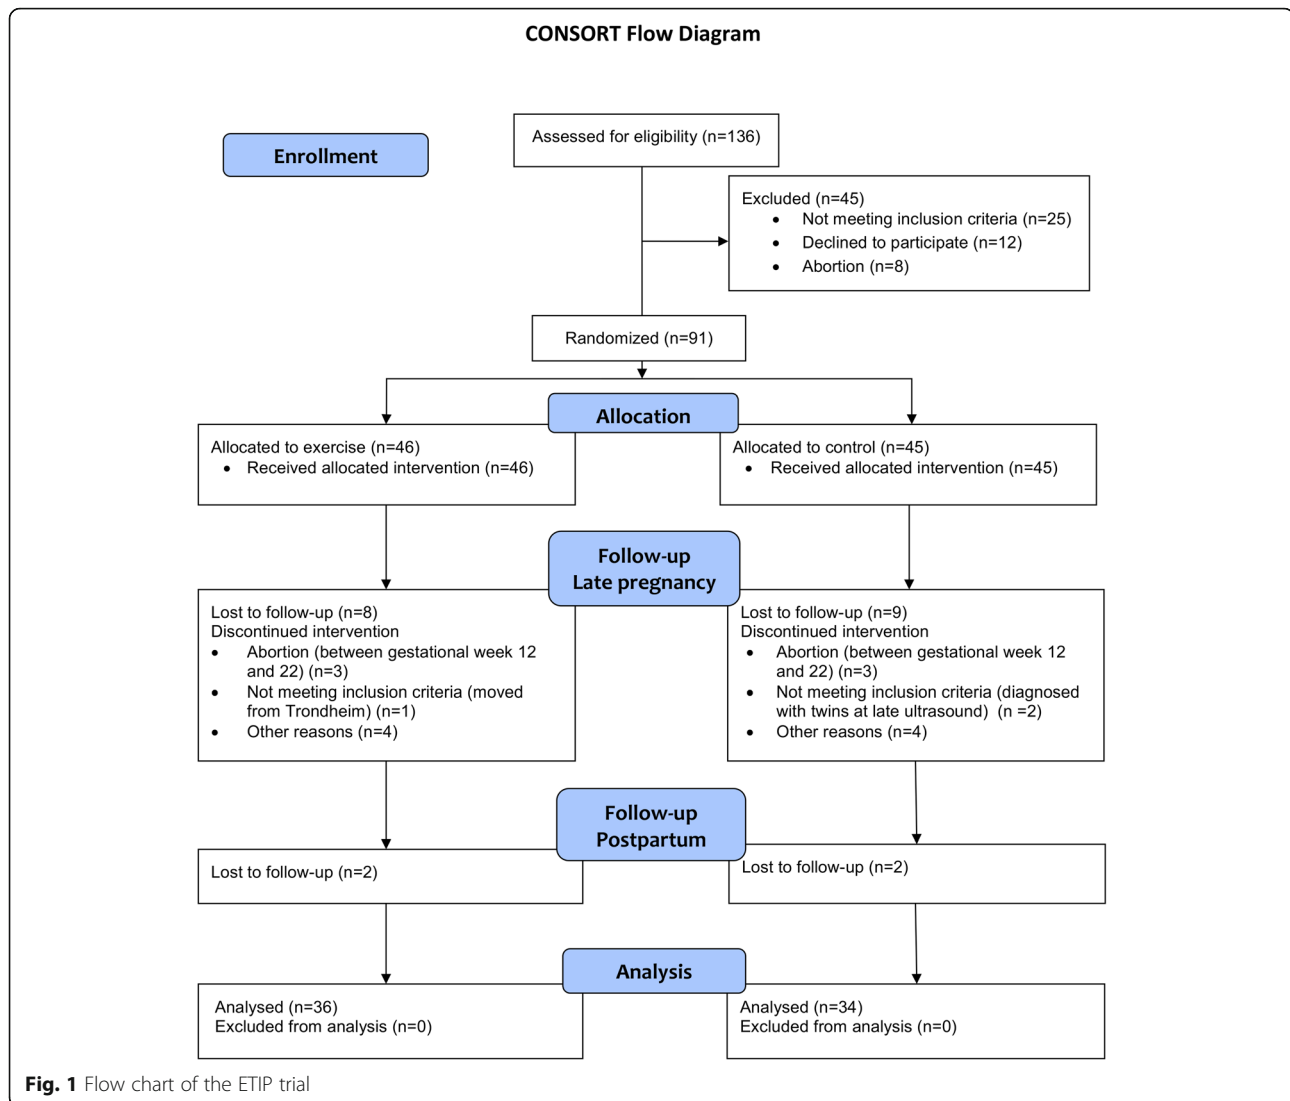 CONSORT Flow Diagram
Enrollment
Assessed for eligibility (n=136)
Excluded (n=45)
• Not meeting inclusion criteria (n=25)
• Declined to participate (n=12)
• Abortion (n=8)
Randomized (n=91)
Allocation
Allocated to exercise (n=46)
• Received allocated intervention (n=46)
Allocated to control (n=45)
• Received allocated intervention (n=45)
Follow-up
Late pregnancy
Lost to follow-up (n=8)
Discontinued intervention
• Abortion (between gestational week 12
and 22) (n=3)
• Not meeting inclusion criteria (moved
from Trondheim) (n=1)
• Other reasons (n=4)
Lost to follow-up (n=9)
Discontinued intervention
• Abortion (between gestational week 12
and 22) (n=3)
• Not meeting inclusion criteria (diagnosed
with twins at late ultrasound)  (n =2)
• Other reasons (n=4)
Follow-up
Postpartum
Lost to follow-up (n=2)
Lost to follow-up (n=2)
Analysis
Analysed (n=36)
Excluded from analysis (n=0)
Analysed (n=34)
Excluded from analysis (n=0)
Fig. 1 Flow chart of the ETIP trial